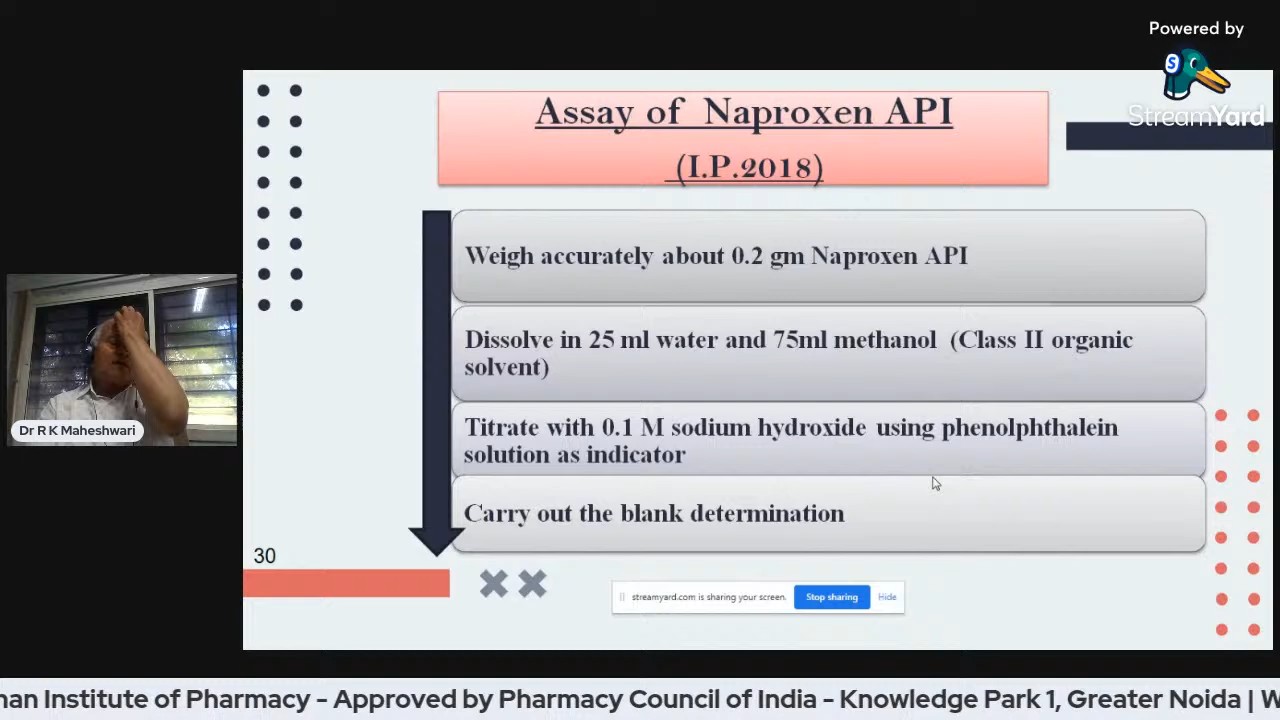 Powered by
S
StreamYard
Assay of Naproxen API
(I.P.2018)
Weigh accurately about 0.2 gm Naproxen API
Dissolve in 25 ml water and 75ml methanol (Class II organic
solvent)
Titrate with 0.1 M sodium hydroxide using phenolphthalein
solution as indicator
Carry out the blank determination
Dr R K Maheshwari
30
streamyard.com is sharing your screen.
Stop sharing
Hide
nan Institute of Pharmacy - Approved by Pharmacy Council of India - Knowledge Park 1, Greater Noida | W